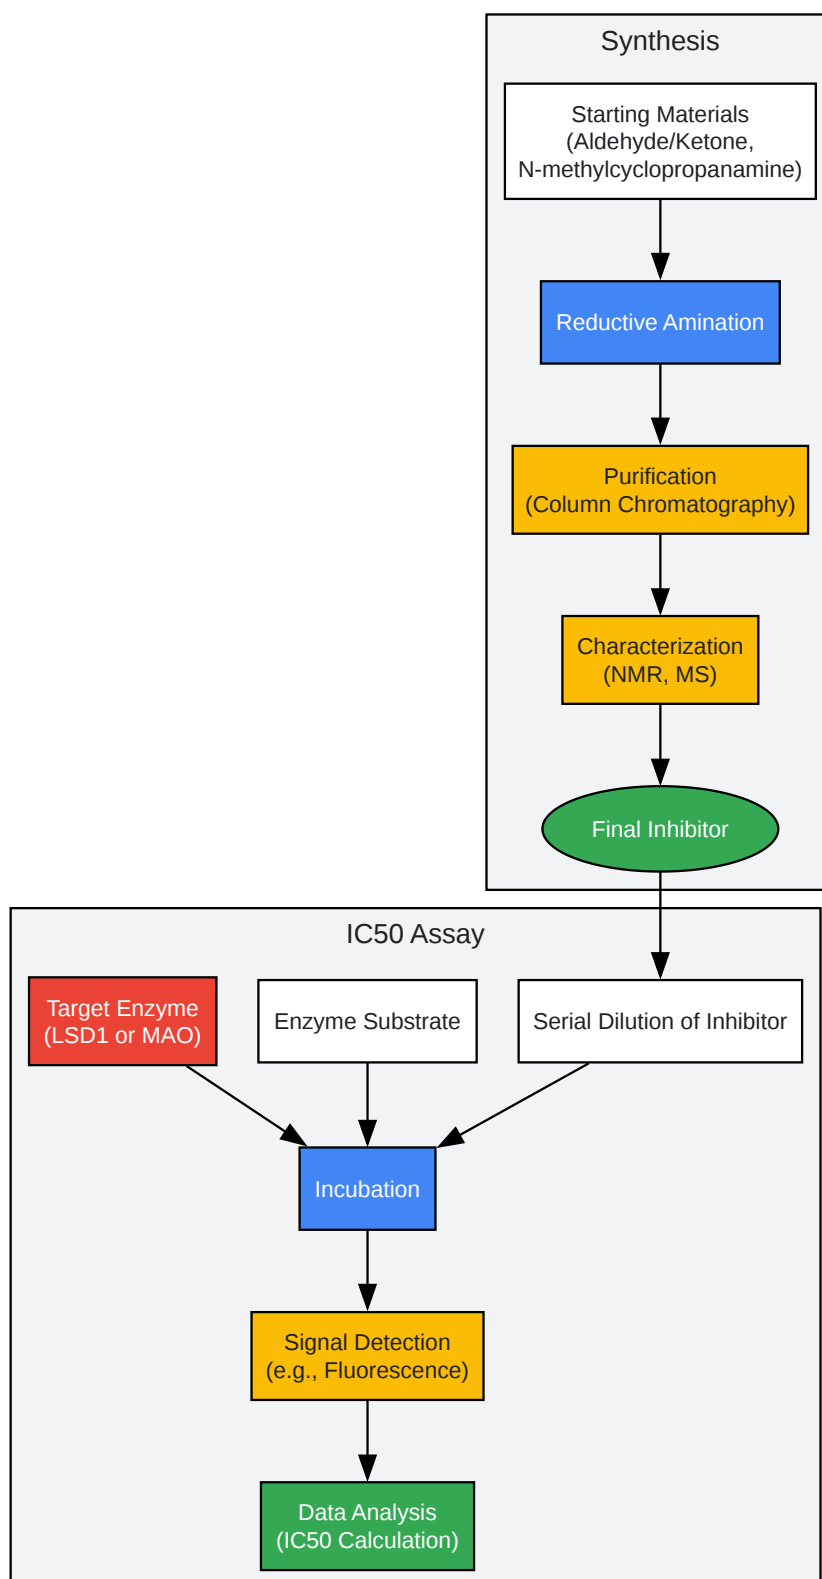 Synthesis
Starting Materials
(Aldehyde/Ketone,
N-methylcyclopropanamine)
Reductive Amination
Purification
(Column Chromatography)
Characterization
(NMR, MS)
Final Inhibitor
IC50 Assay
Target Enzyme
(LSD1 or MAO)
Enzyme Substrate
Serial Dilution of Inhibitor
Incubation
Signal Detection
(e.g., Fluorescence)
Data Analysis
(IC50 Calculation)